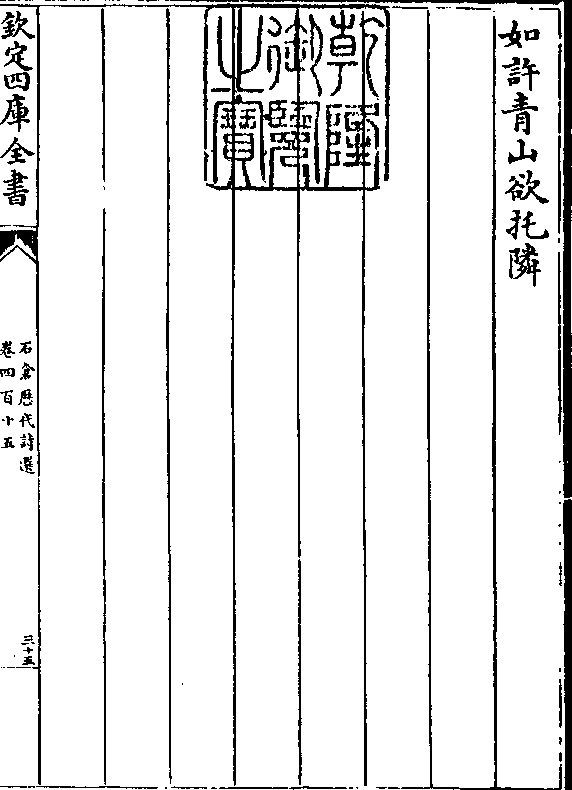 如許青山欲托隣
乾隆
御覽
之寶
欽定四庫全書
石倉歷代詩選
卷四百十五
三十五